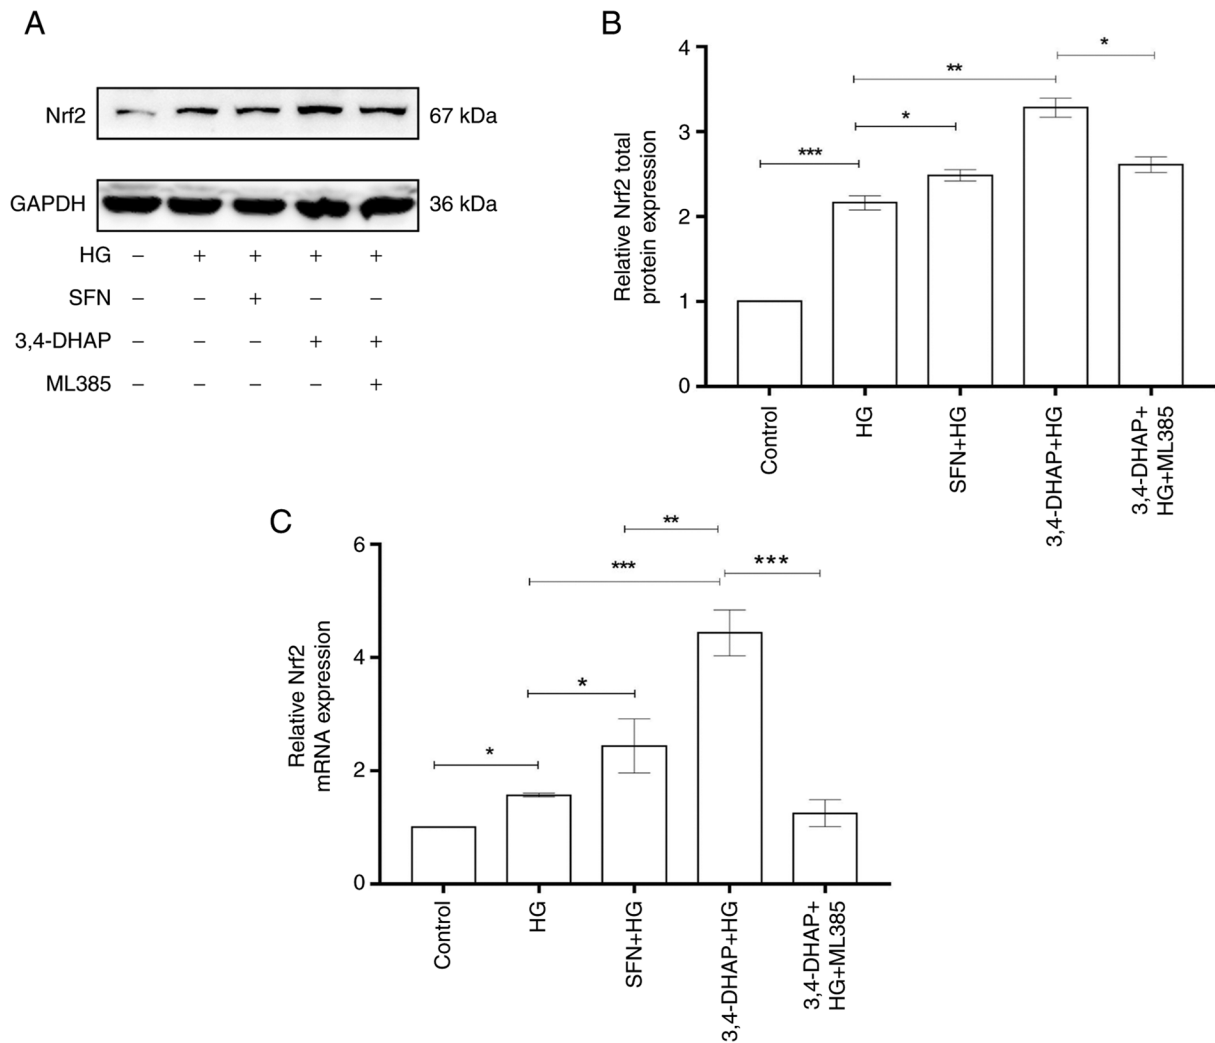 A
Nrf2
67 kDa
GAPDH
36 kDa
HG – + + + +
SFN – – + – –
3,4-DHAP – – – + +
ML385 – – – – +
B
Relative Nrf2 total
protein expression
4
3
2
1
0
***
*
**
*
Control
HG
SFN+HG
3,4-DHAP+HG
3,4-DHAP+
HG+ML385
C
Relative Nrf2
mRNA expression
6
4
2
0
*
*
***
**
***
Control
HG
SFN+HG
3,4-DHAP+HG
3,4-DHAP+
HG+ML385